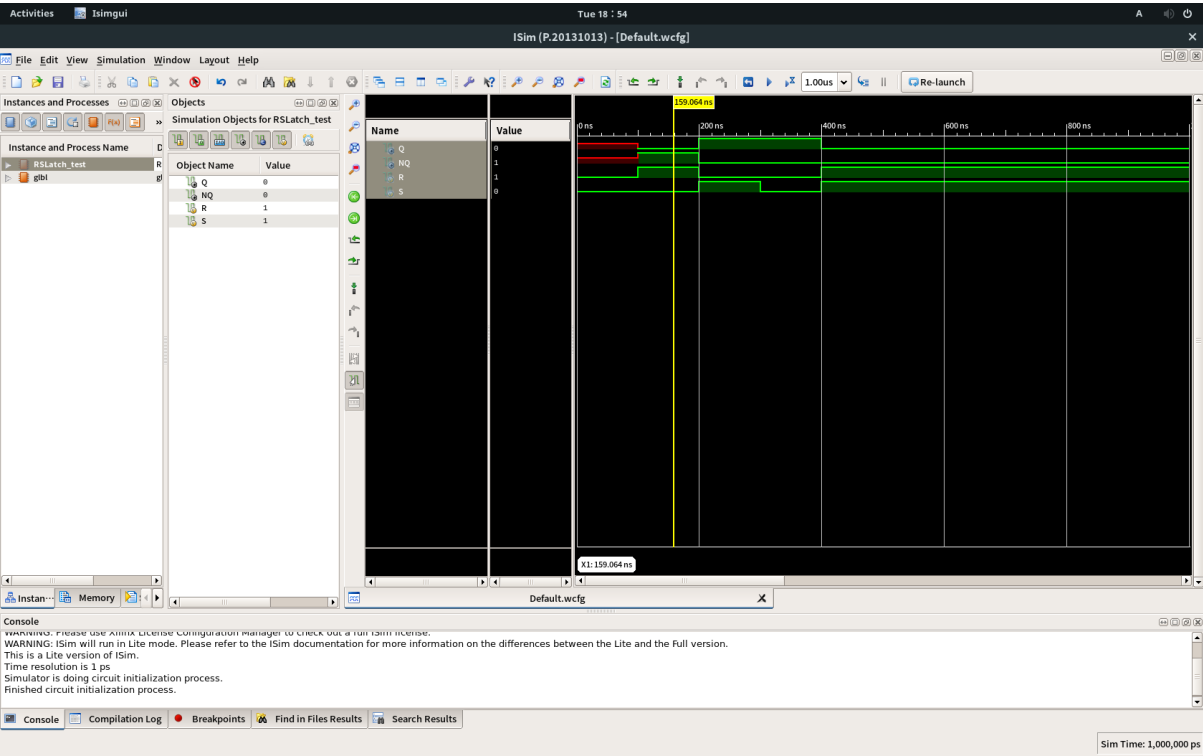 Activities Isimgui Tue 18:54 A
ISim (P.20131013) - [Default.wcfg]
File Edit View Simulation Window Layout Help
1.00us Re-launch
Instances and Processes
Instance and Process Name D
RSLatch_test R
glbl gl
Instan... Memory
Objects
Simulation Objects for RSLatch_test
Object Name Value
Q 0
NQ 0
R 1
S 1
Name Value
Q 0
NQ 1
R 1
S 0
159.064 ns
0 ns 200 ns 400 ns 600 ns 800 ns
X1: 159.064 ns
Default.wcfg
Console
WARNING: Please use Xilinx License Configuration Manager to check out a full ISim license.
WARNING: ISim will run in Lite mode. Please refer to the ISim documentation for more information on the differences between the Lite and the Full version.
This is a Lite version of ISim.
Time resolution is 1 ps
Simulator is doing circuit initialization process.
Finished circuit initialization process.
Console Compilation Log Breakpoints Find in Files Results Search Results
Sim Time: 1,000,000 ps